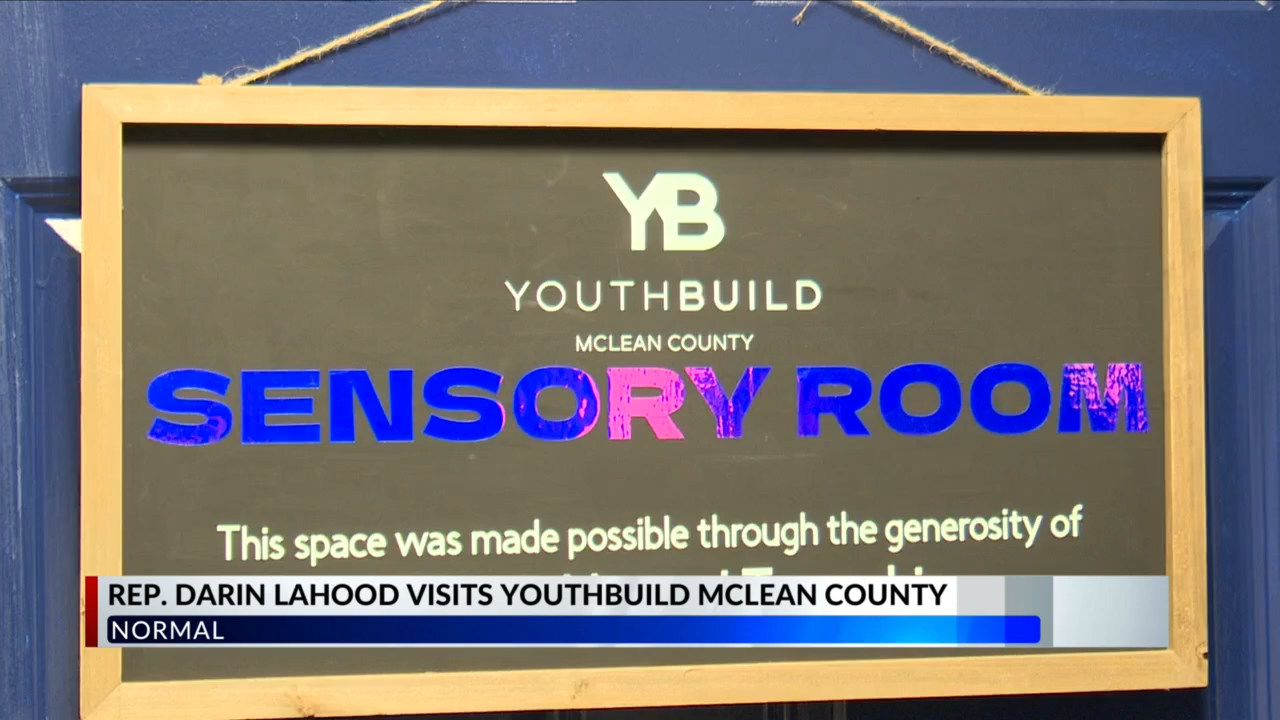 YB
YOUTHBUILD
MCLEAN COUNTY
SENSORY ROOM
This space was made possible through the generosity of
REP. DARIN LAHOOD VISITS YOUTHBUILD MCLEAN COUNTY
NORMAL